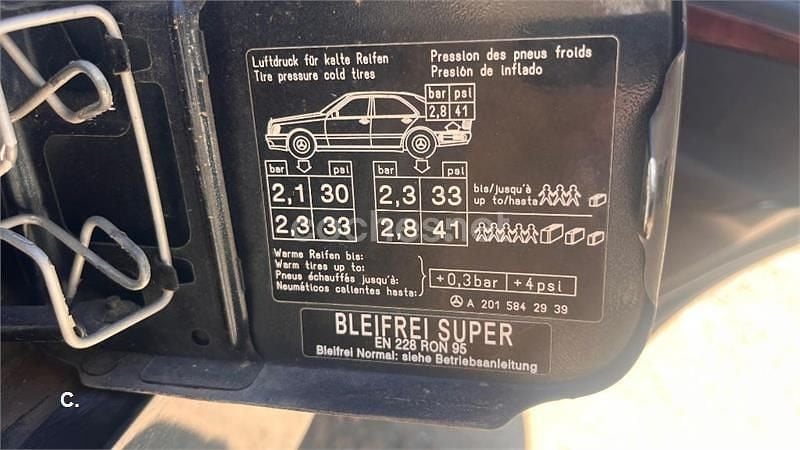 Luftdruck für kalte Reifen
Tire pressure cold tires
Pression des pneus froids
Presión de inflado
bar psi
2,8 41
bar psi
2,1 30
2,3 33
bar psi
2,3 33
2,8 41
bis/jusqu'à
up to/hasta
Warme Reifen bis:
Warm tires up to:
Pneus échauffés jusqu'à:
Neumáticos calientes hasta:
+0,3bar +4psi
A 201 584 29 39
BLEIFREI SUPER
EN 228 RON 95
Bleifrei Normal: siehe Betriebsanleitung
coches.net
C.